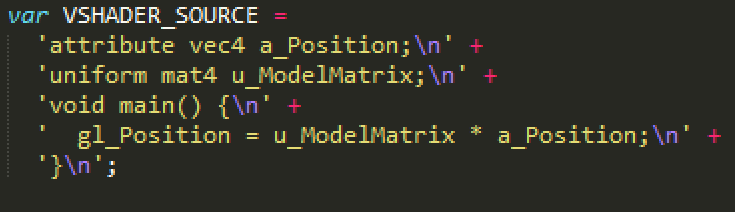 var VSHADER_SOURCE =
'attribute vec4 a_Position;\n' +
'uniform mat4 u_ModelMatrix;\n' +
'void main() {\n' +
'  gl_Position = u_ModelMatrix * a_Position;\n' +
'}\n';